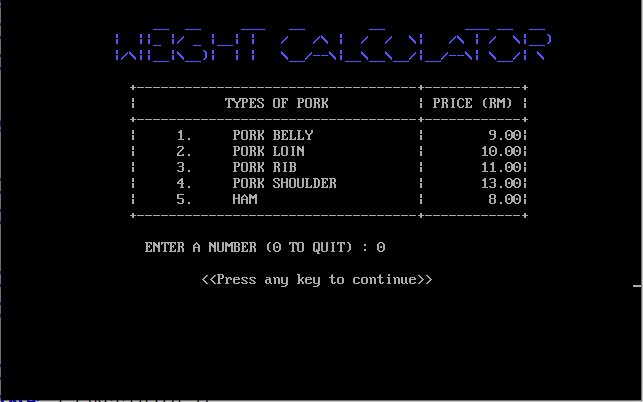 WEIGHT CALCULATOR
TYPES OF PORK PRICE (RM)
1. PORK BELLY 9.00
2. PORK LOIN 10.00
3. PORK RIB 11.00
4. PORK SHOULDER 13.00
5. HAM 8.00
ENTER A NUMBER (0 TO QUIT) : 0
<<Press any key to continue>>